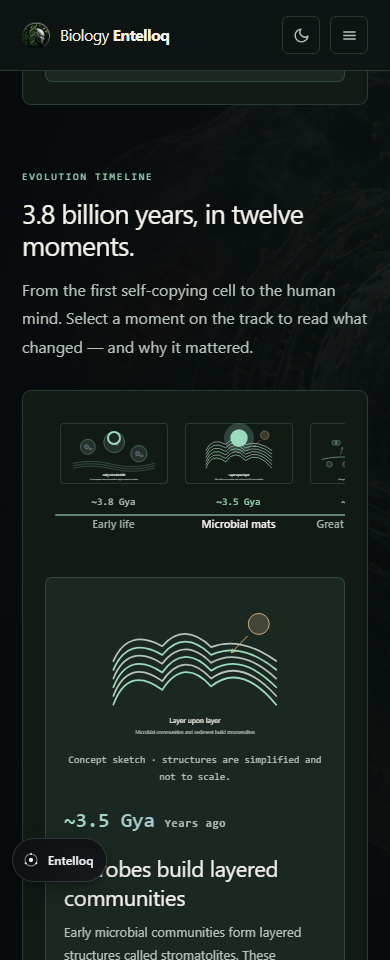 Biology Entelloq
EVOLUTION TIMELINE
3.8 billion years, in twelve
moments.
From the first self-copying cell to the human
mind. Select a moment on the track to read what
changed — and why it mattered.
~3.8 Gya
~3.5 Gya
~
Early life
Microbial mats
Great
Layer upon layer
Microbial communities and sediment build stromatolites
Concept sketch · structures are simplified and
not to scale.
~3.5 Gya Years ago
obes build layered
communities
Entelloq
Early microbial communities form layered
structures called stromatolites. These